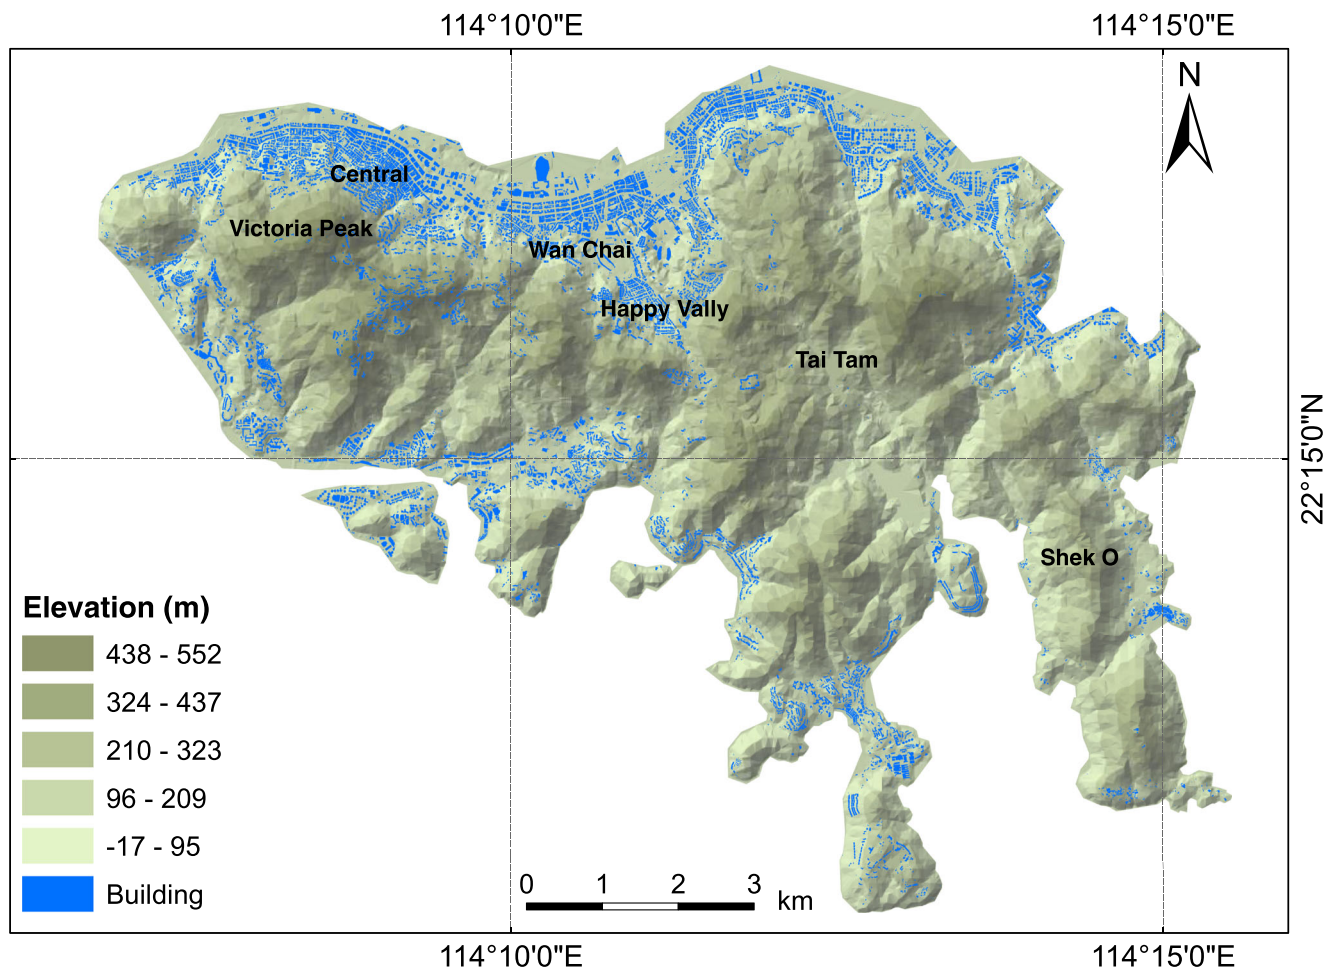 114°10'0"E
114°15'0"E
N
Central
Victoria Peak
Wan Chai
Happy Vally
Tai Tam
22°15'0"N
Shek O
Elevation (m)
438 - 552
324 - 437
210 - 323
96 - 209
-17 - 95
Building
0 1 2 3
km
114°10'0"E
114°15'0"E